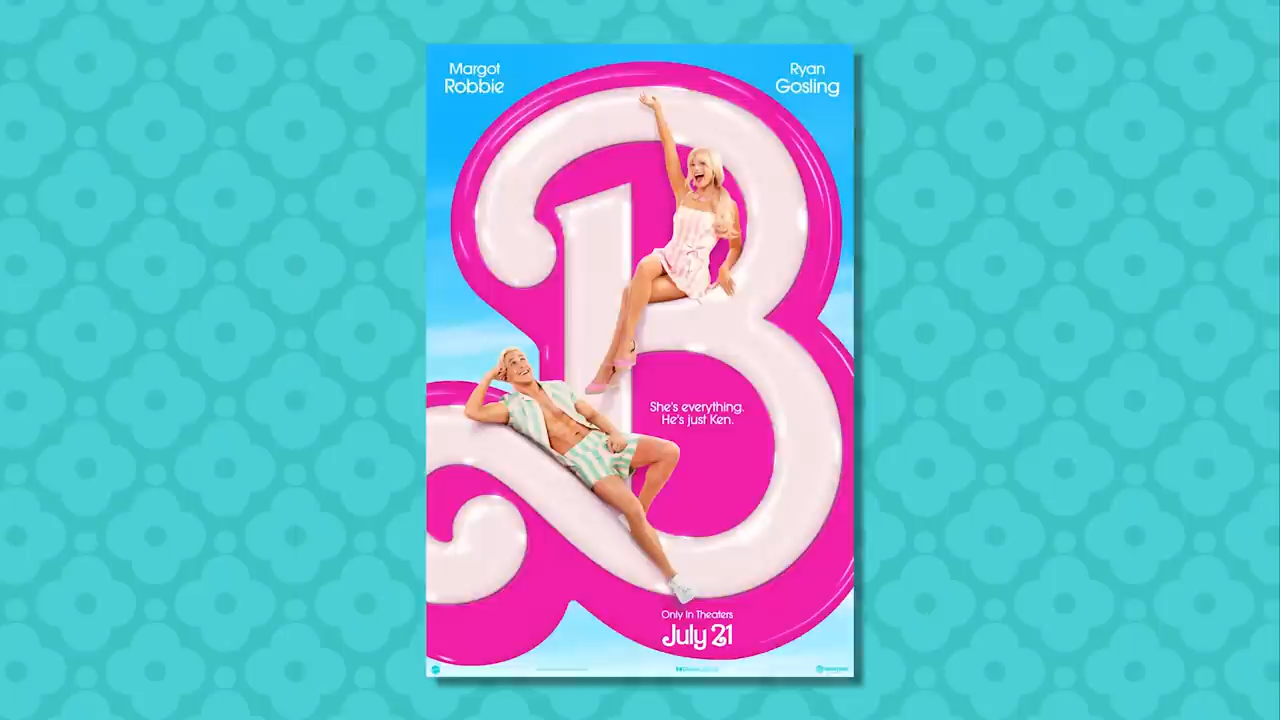 Margot
Robbie
Ryan
Gosling
B
She's everything.
He's just Ken.
Only In Theaters
July 21